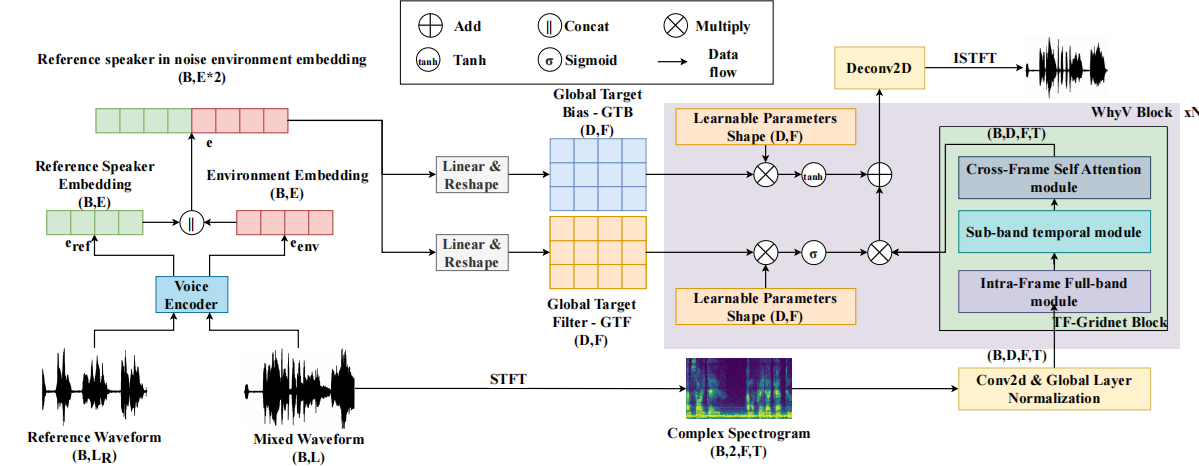 Add
Concat
Multiply
tanh
Tanh
σ
Sigmoid
Data
flow
Reference speaker in noise environment embedding
(B,E*2)
e
Reference Speaker
Embedding
(B,E)
Environment Embedding
(B,E)
||
e_ref
e_env
Voice
Encoder
Reference Waveform
(B,L_R)
Mixed Waveform
(B,L)
STFT
Complex Spectrogram
(B,2,F,T)
Linear &
Reshape
Linear &
Reshape
Global Target
Bias - GTB
(D,F)
Global Target
Filter - GTF
(D,F)
Learnable Parameters
Shape (D,F)
tanh
σ
Learnable Parameters
Shape (D,F)
Deconv2D
ISTFT
WhyV Block xN
(B,D,F,T)
Cross-Frame Self Attention
module
Sub-band temporal module
Intra-Frame Full-band
module
TF-Gridnet Block
(B,D,F,T)
Conv2d & Global Layer
Normalization